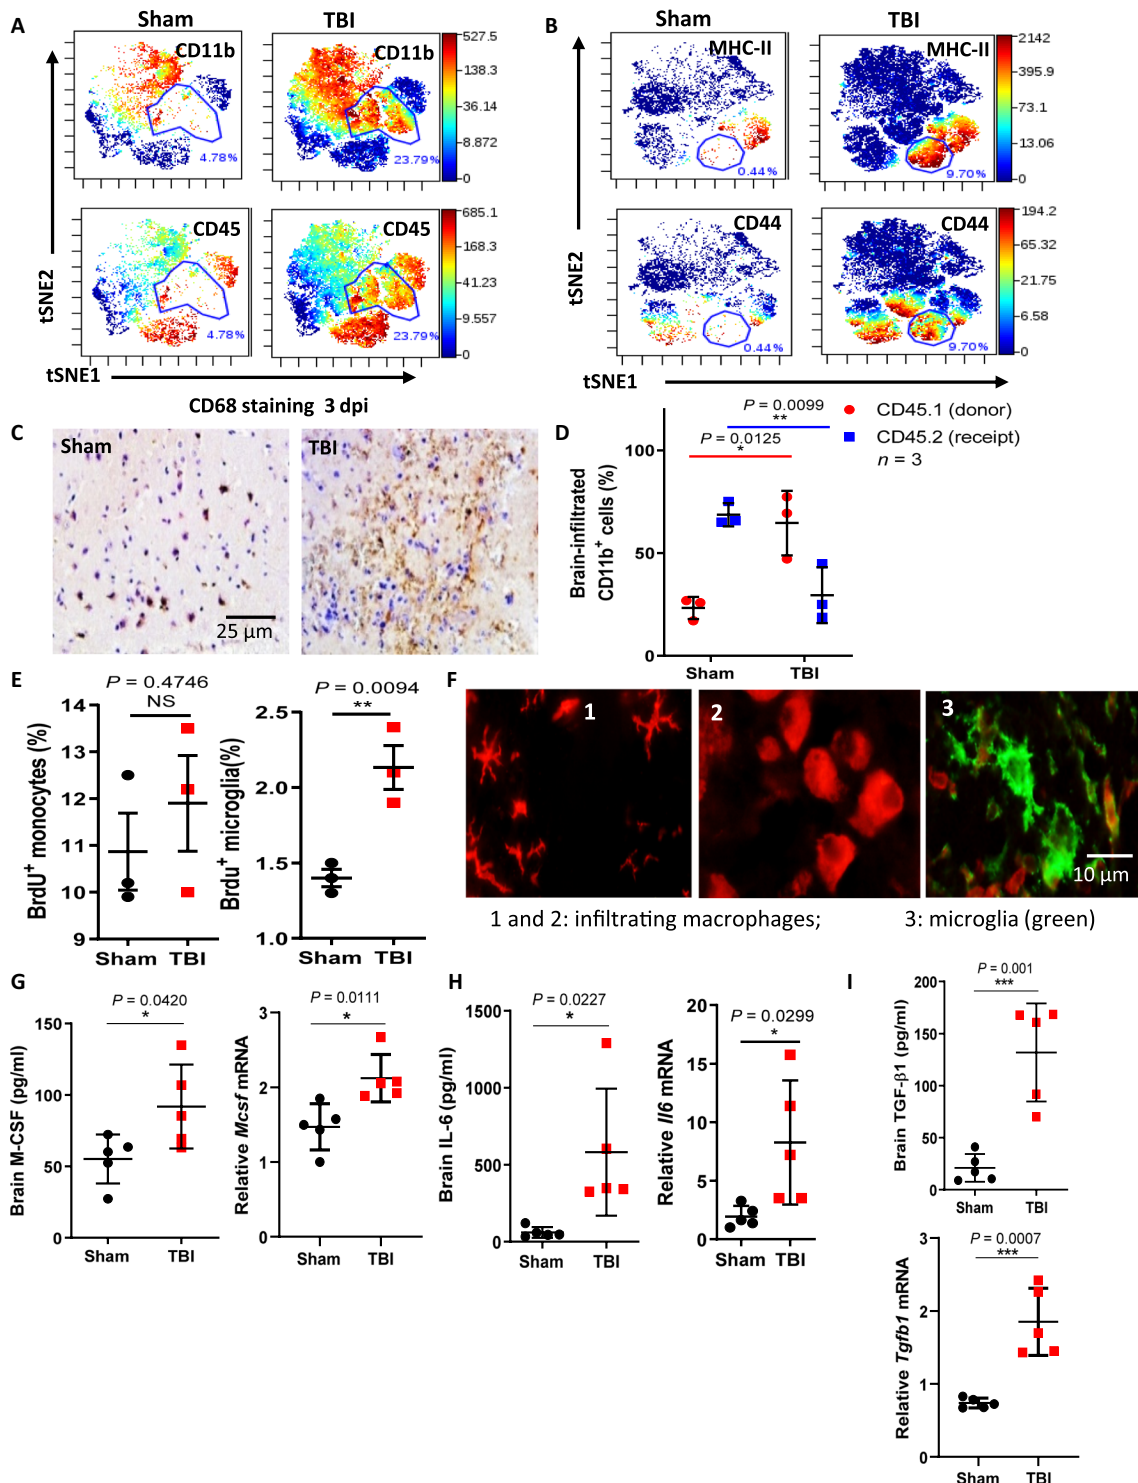 A
Sham
TBI
CD11b
CD11b
527.5
138.3
36.14
8.872
0
4.78%
23.79%
CD45
CD45
685.1
168.3
41.23
9.557
0
4.78%
23.79%
tSNE2
tSNE1
B
Sham
TBI
MHC-II
MHC-II
2142
395.9
73.1
13.06
0
0.44%
9.70%
CD44
CD44
194.2
65.32
21.75
6.58
0
0.44%
9.70%
tSNE2
tSNE1
CD68 staining 3 dpi
C
Sham
TBI
25 µm
D
P = 0.0099
**
P = 0.0125
*
CD45.1 (donor)
CD45.2 (receipt)
n = 3
Brain-infiltrated
CD11b+ cells (%)
100
50
0
Sham
TBI
E
P = 0.4746
NS
BrdU+ monocytes (%)
14
13
12
11
10
9
Sham
TBI
P = 0.0094
**
Brdu+ microglia(%)
2.5
2.0
1.5
1.0
Sham
TBI
F
1
2
3
10 µm
1 and 2: infiltrating macrophages;
3: microglia (green)
G
P = 0.0420
*
Brain M-CSF (pg/ml)
150
100
50
0
Sham
TBI
P = 0.0111
*
Relative Mcsf mRNA
3
2
1
0
Sham
TBI
H
P = 0.0227
*
Brain IL-6 (pg/ml)
1500
1000
500
0
Sham
TBI
P = 0.0299
*
Relative Il6 mRNA
20
15
10
5
0
Sham
TBI
I
P = 0.001
***
Brain TGF-β1 (pg/ml)
200
150
100
50
0
Sham
TBI
P = 0.0007
***
Relative Tgfb1 mRNA
3
2
1
0
Sham
TBI